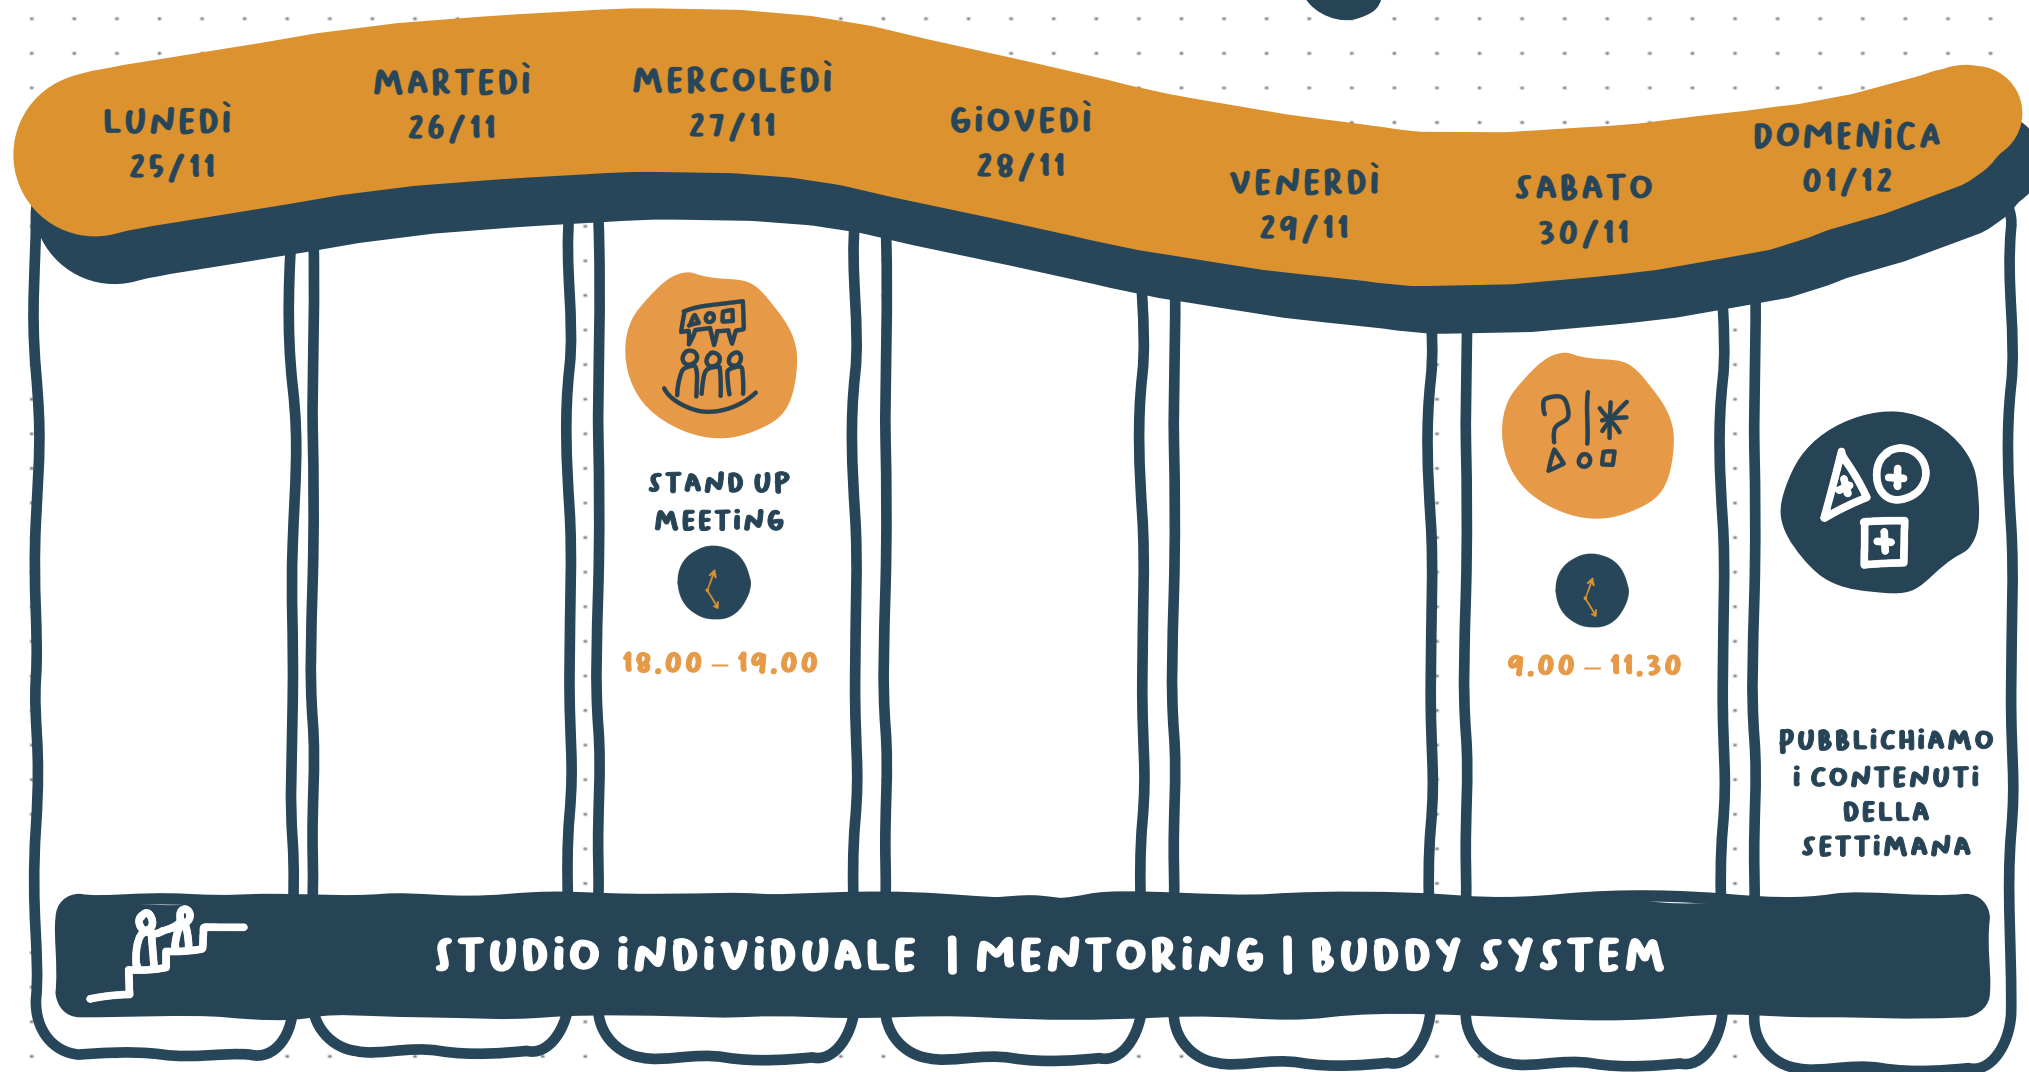 LUNEDÌ
25/11
MARTEDÌ
26/11
MERCOLEDÌ
27/11
GIOVEDÌ
28/11
VENERDÌ
29/11
SABATO
30/11
DOMENICA
01/12
STAND UP
MEETING
18.00 – 19.00
?!*
9.00 – 11.30
PUBBLICHIAMO
I CONTENUTI
DELLA
SETTIMANA
STUDIO INDIVIDUALE | MENTORING | BUDDY SYSTEM